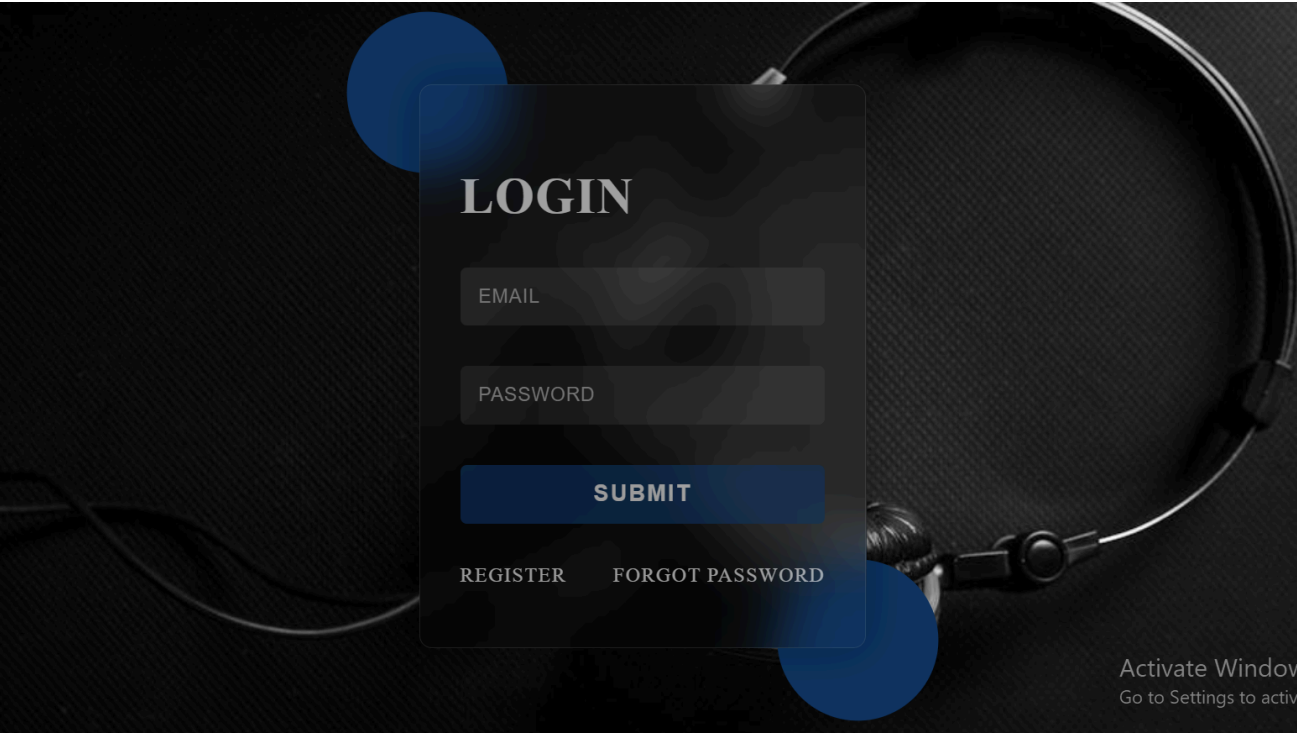 LOGIN
EMAIL
PASSWORD
SUBMIT
REGISTER FORGOT PASSWORD
Activate Window
Go to Settings to activ